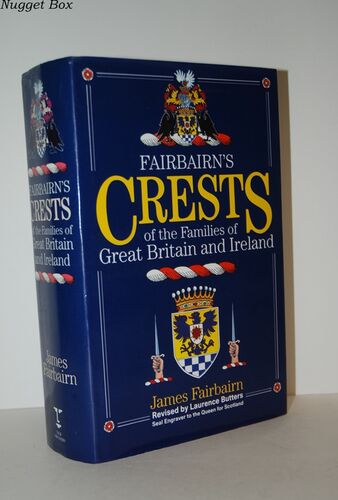 Nugget Box
FAIRBAIRN'S
CRESTS
of the Families of
Great Britain
and Ireland
James
Fairbairn
FAIRBAIRN'S
CRESTS
of the Families of
Great Britain and Ireland
James Fairbairn
Revised by Laurence Butters
Seal Engraver to the Queen for Scotland